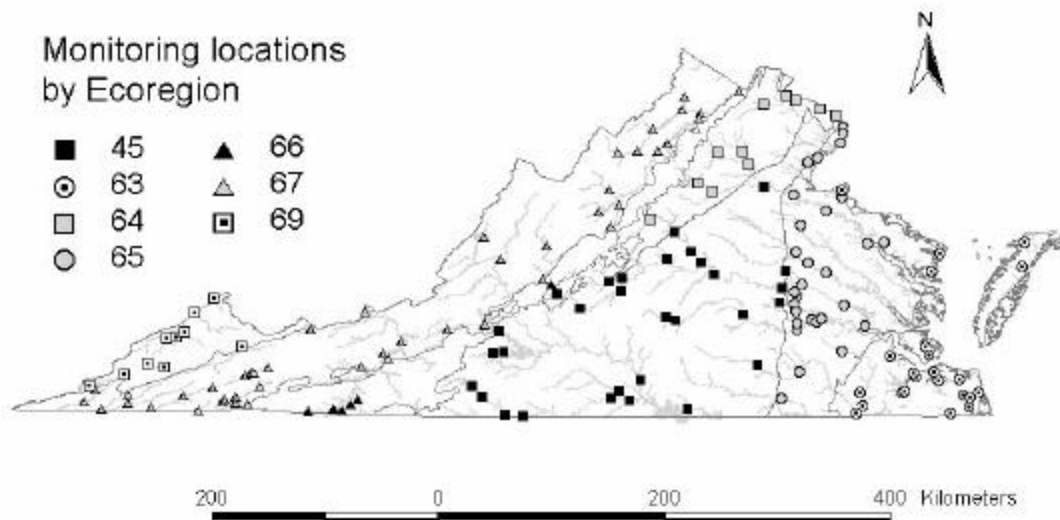 Monitoring locations
by Ecoregion
N
45 66
63 67
64 69
65
200 0 200 400 Kilometers